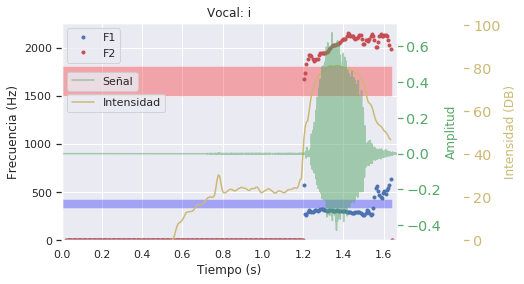 Vocal: i
F1
F2
Señal
Intensidad
Frecuencia (Hz)
2000
1500
1000
500
0
0.0 0.2 0.4 0.6 0.8 1.0 1.2 1.4 1.6
Tiempo (s)
0.6
0.4
0.2
0.0
−0.2
−0.4
Amplitud
100
80
60
40
20
0
Intensidad (DB)